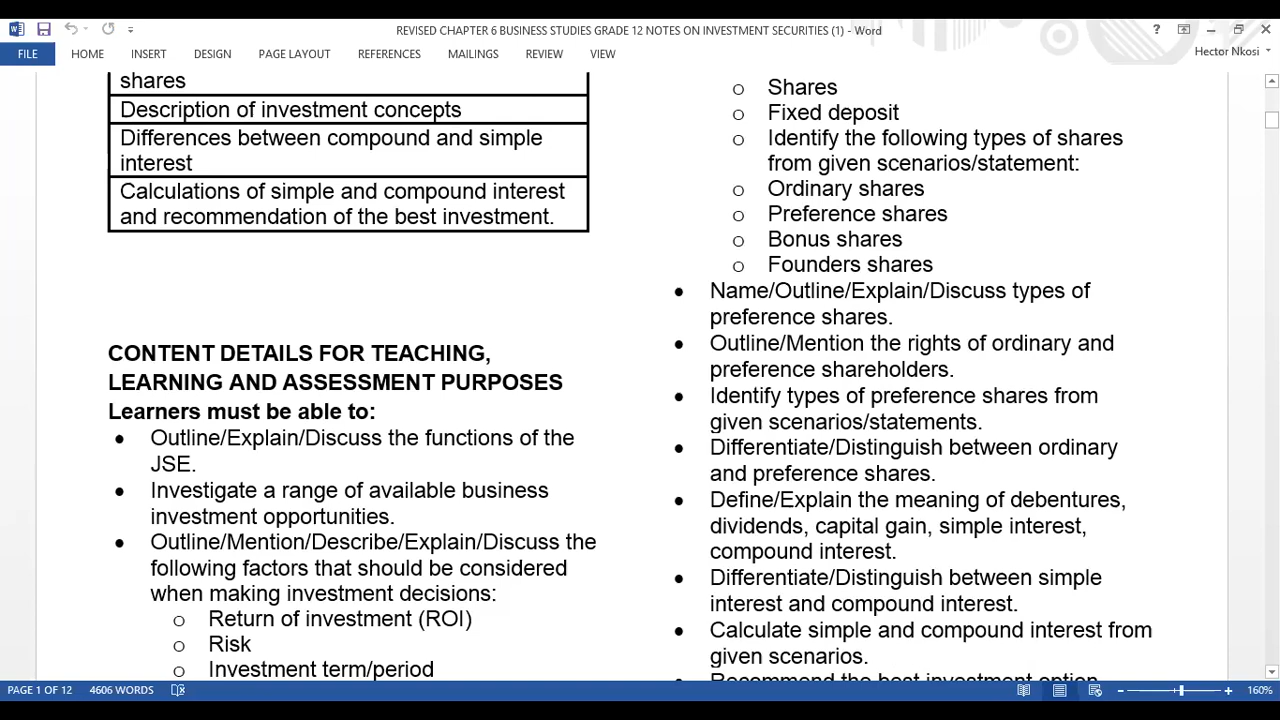 REVISED CHAPTER 6 BUSINESS STUDIES GRADE 12 NOTES ON INVESTMENT SECURITIES (1) - Word
FILE HOME INSERT DESIGN PAGE LAYOUT REFERENCES MAILINGS REVIEW VIEW Hector Nkosi
shares
Description of investment concepts
Differences between compound and simple
interest
Calculations of simple and compound interest
and recommendation of the best investment.
CONTENT DETAILS FOR TEACHING,
LEARNING AND ASSESSMENT PURPOSES
Learners must be able to:
• Outline/Explain/Discuss the functions of the
JSE.
• Investigate a range of available business
investment opportunities.
• Outline/Mention/Describe/Explain/Discuss the
following factors that should be considered
when making investment decisions:
o Return of investment (ROI)
o Risk
o Investment term/period
o Shares
o Fixed deposit
o Identify the following types of shares
from given scenarios/statement:
o Ordinary shares
o Preference shares
o Bonus shares
o Founders shares
• Name/Outline/Explain/Discuss types of
preference shares.
• Outline/Mention the rights of ordinary and
preference shareholders.
• Identify types of preference shares from
given scenarios/statements.
• Differentiate/Distinguish between ordinary
and preference shares.
• Define/Explain the meaning of debentures,
dividends, capital gain, simple interest,
compound interest.
• Differentiate/Distinguish between simple
interest and compound interest.
• Calculate simple and compound interest from
given scenarios.
• Recommend the best investment option
PAGE 1 OF 12 4606 WORDS 160%